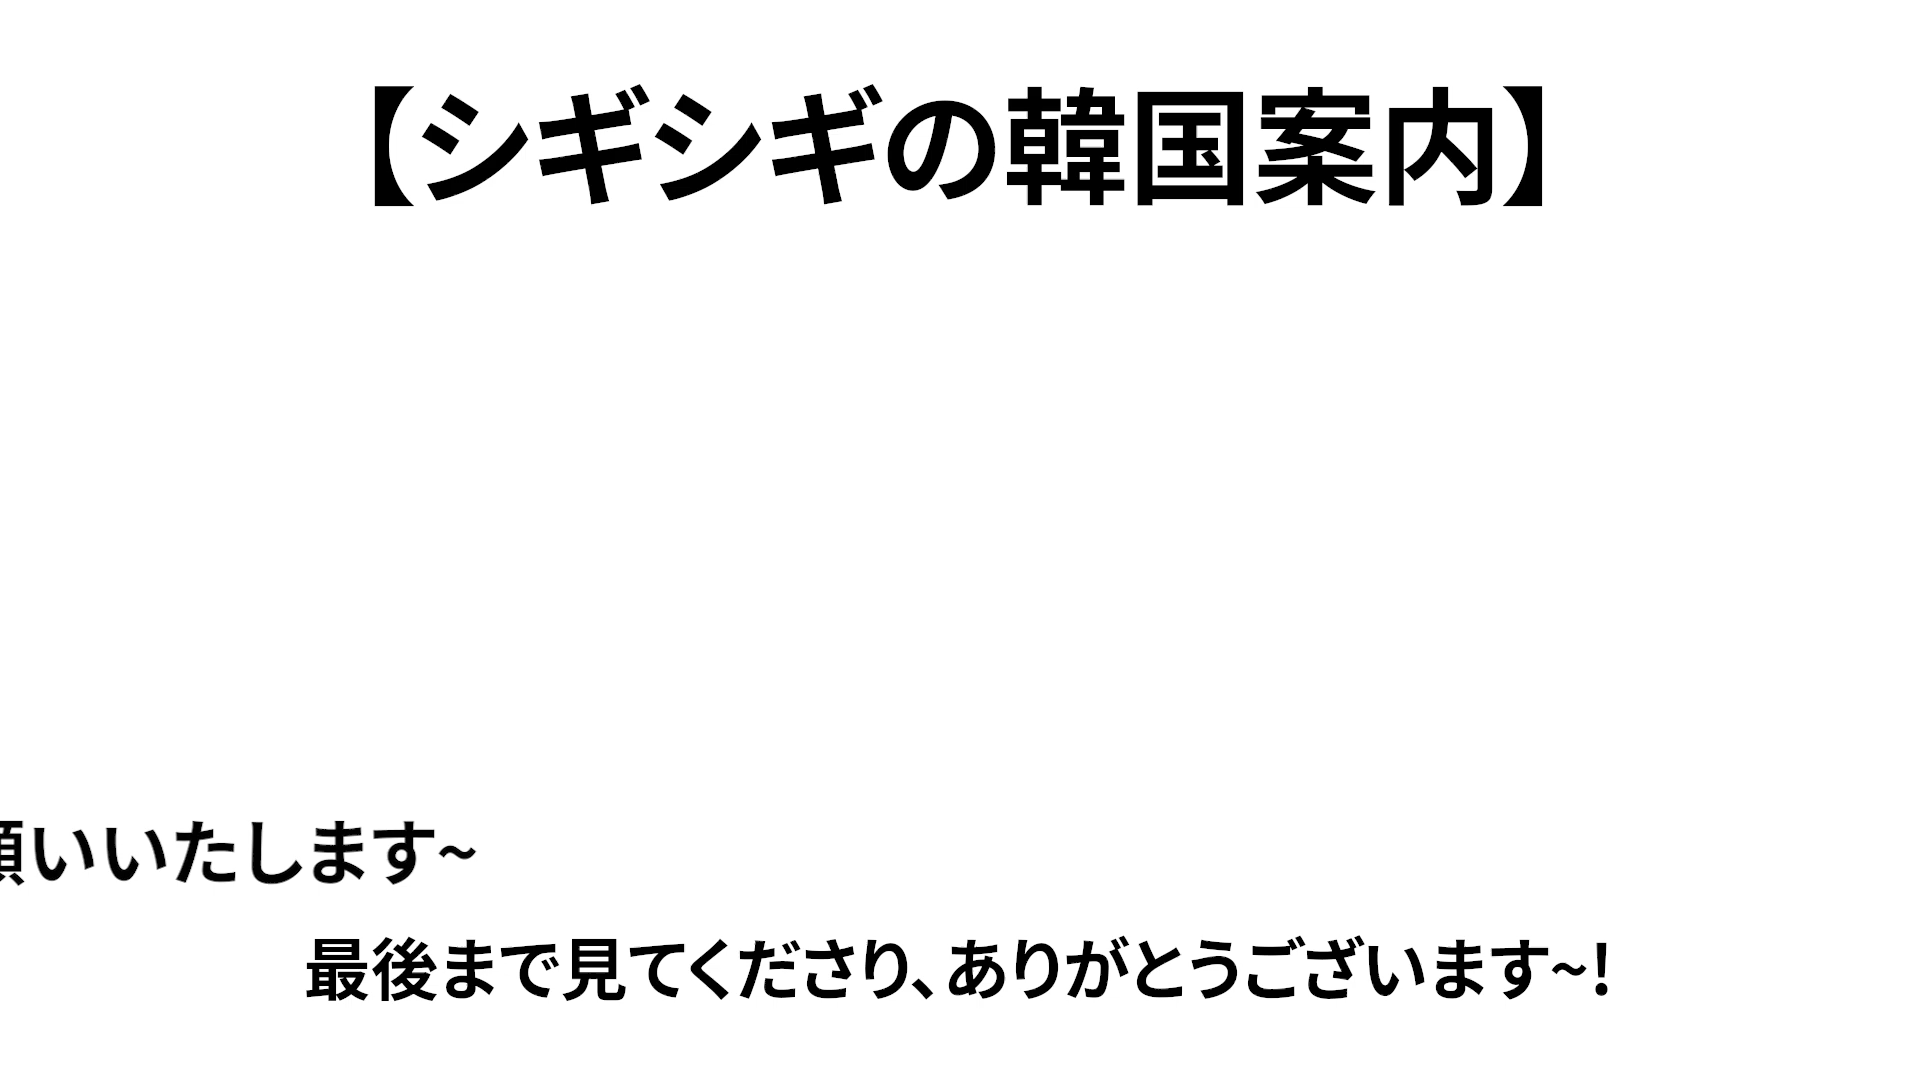 【シギシギの韓国案内】
願いいたします~
最後まで見てくださり、ありがとうございます~!